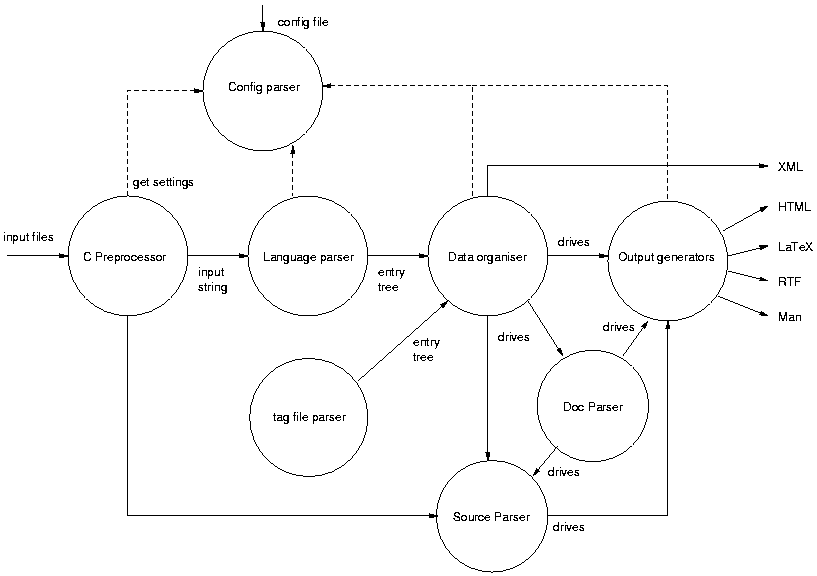 config file
Config parser
XML
get settings
HTML
input files
C Preprocessor
input
string
Language parser
entry
tree
Data organiser
drives
Output generators
LaTeX
RTF
Man
entry
tree
drives
drives
tag file parser
Doc Parser
drives
Source Parser
drives